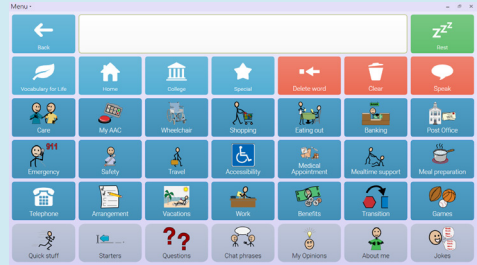 Menu
Back
zzz
Rest
Vocabulary for Life
Home
College
Special
Delete word
Clear
Speak
Care
My AAC
Wheelchair
Shopping
Eating out
Banking
Post Office
911
Emergency
Safety
Travel
Accessibility
Medical
Appointment
Mealtime support
Meal preparation
Telephone
Arrangement
Vacations
Work
Benefits
Transition
Games
Quick stuff
Starters
??
Questions
Chat phrases
My Opinions
About me
Jokes